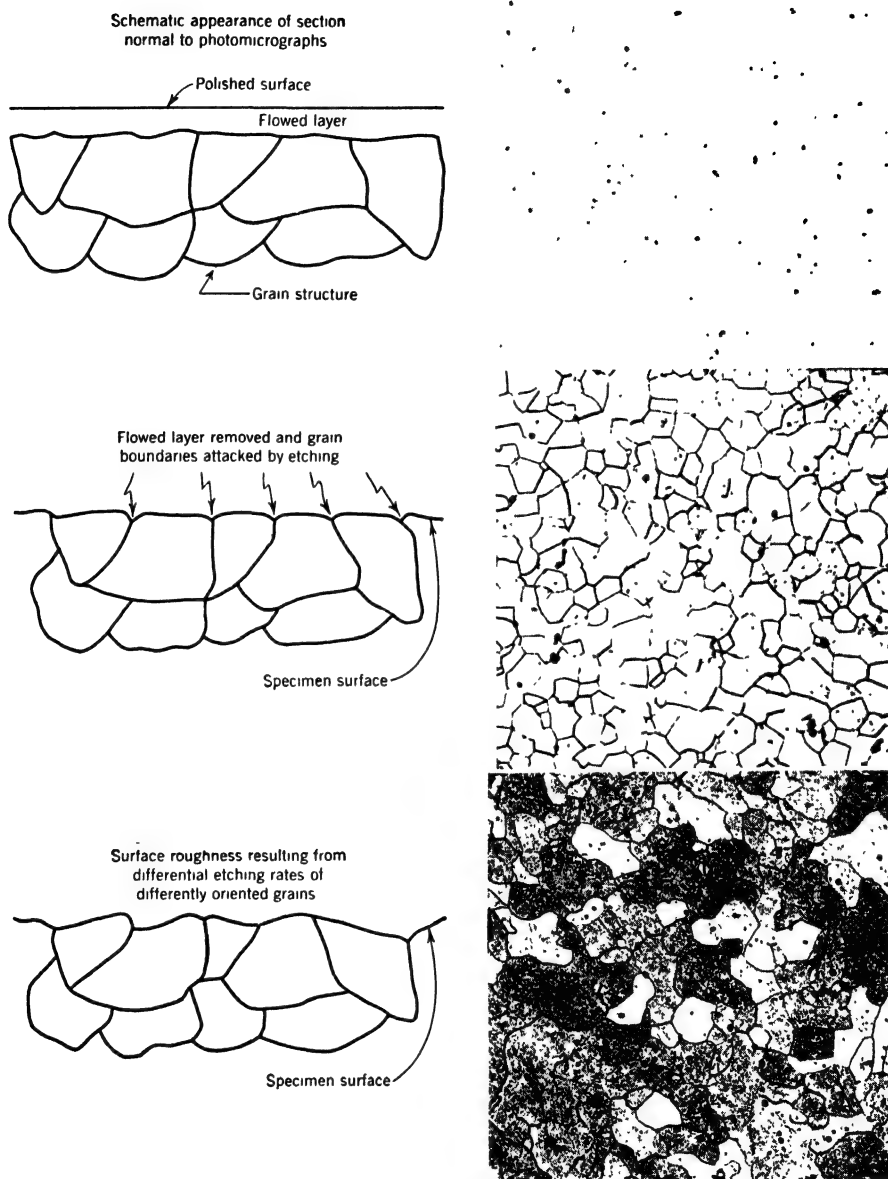 Schematic appearance of section
normal to photomicrographs
Polished surface
Flowed layer
Grain structure
Flowed layer removed and grain
boundaries attacked by etching
Specimen surface
Surface roughness resulting from
differential etching rates of
differently oriented grains
Specimen surface